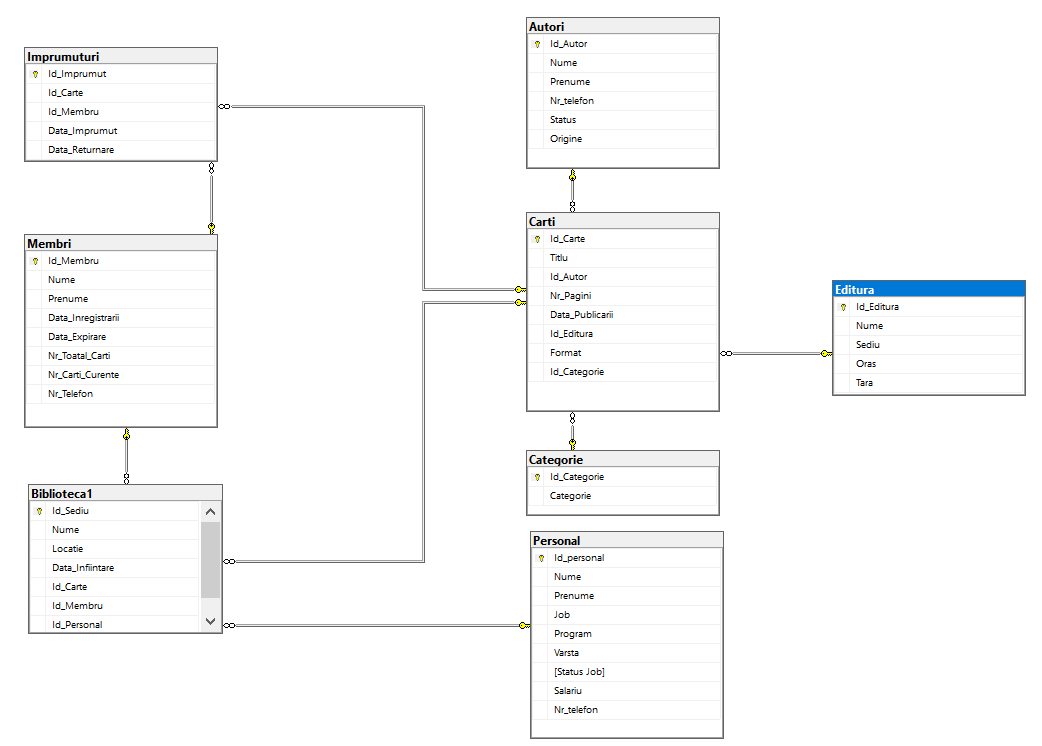 Imprumuturi
Id_Imprumut
Id_Carte
Id_Membru
Data_Imprumut
Data_Returnare
Membri
Id_Membru
Nume
Prenume
Data_Inregistrarii
Data_Expirare
Nr_Toatal_Carti
Nr_Carti_Curente
Nr_Telefon
Biblioteca1
Id_Sediu
Nume
Locatie
Data_Infiintare
Id_Carte
Id_Membru
Id_Personal
Autori
Id_Autor
Nume
Prenume
Nr_telefon
Status
Origine
Carti
Id_Carte
Titlu
Id_Autor
Nr_Pagini
Data_Publicarii
Id_Editura
Format
Id_Categorie
Categorie
Id_Categorie
Categorie
Personal
Id_personal
Nume
Prenume
Job
Program
Varsta
[Status Job]
Salariu
Nr_telefon
Editura
Id_Editura
Nume
Sediu
Oras
Tara